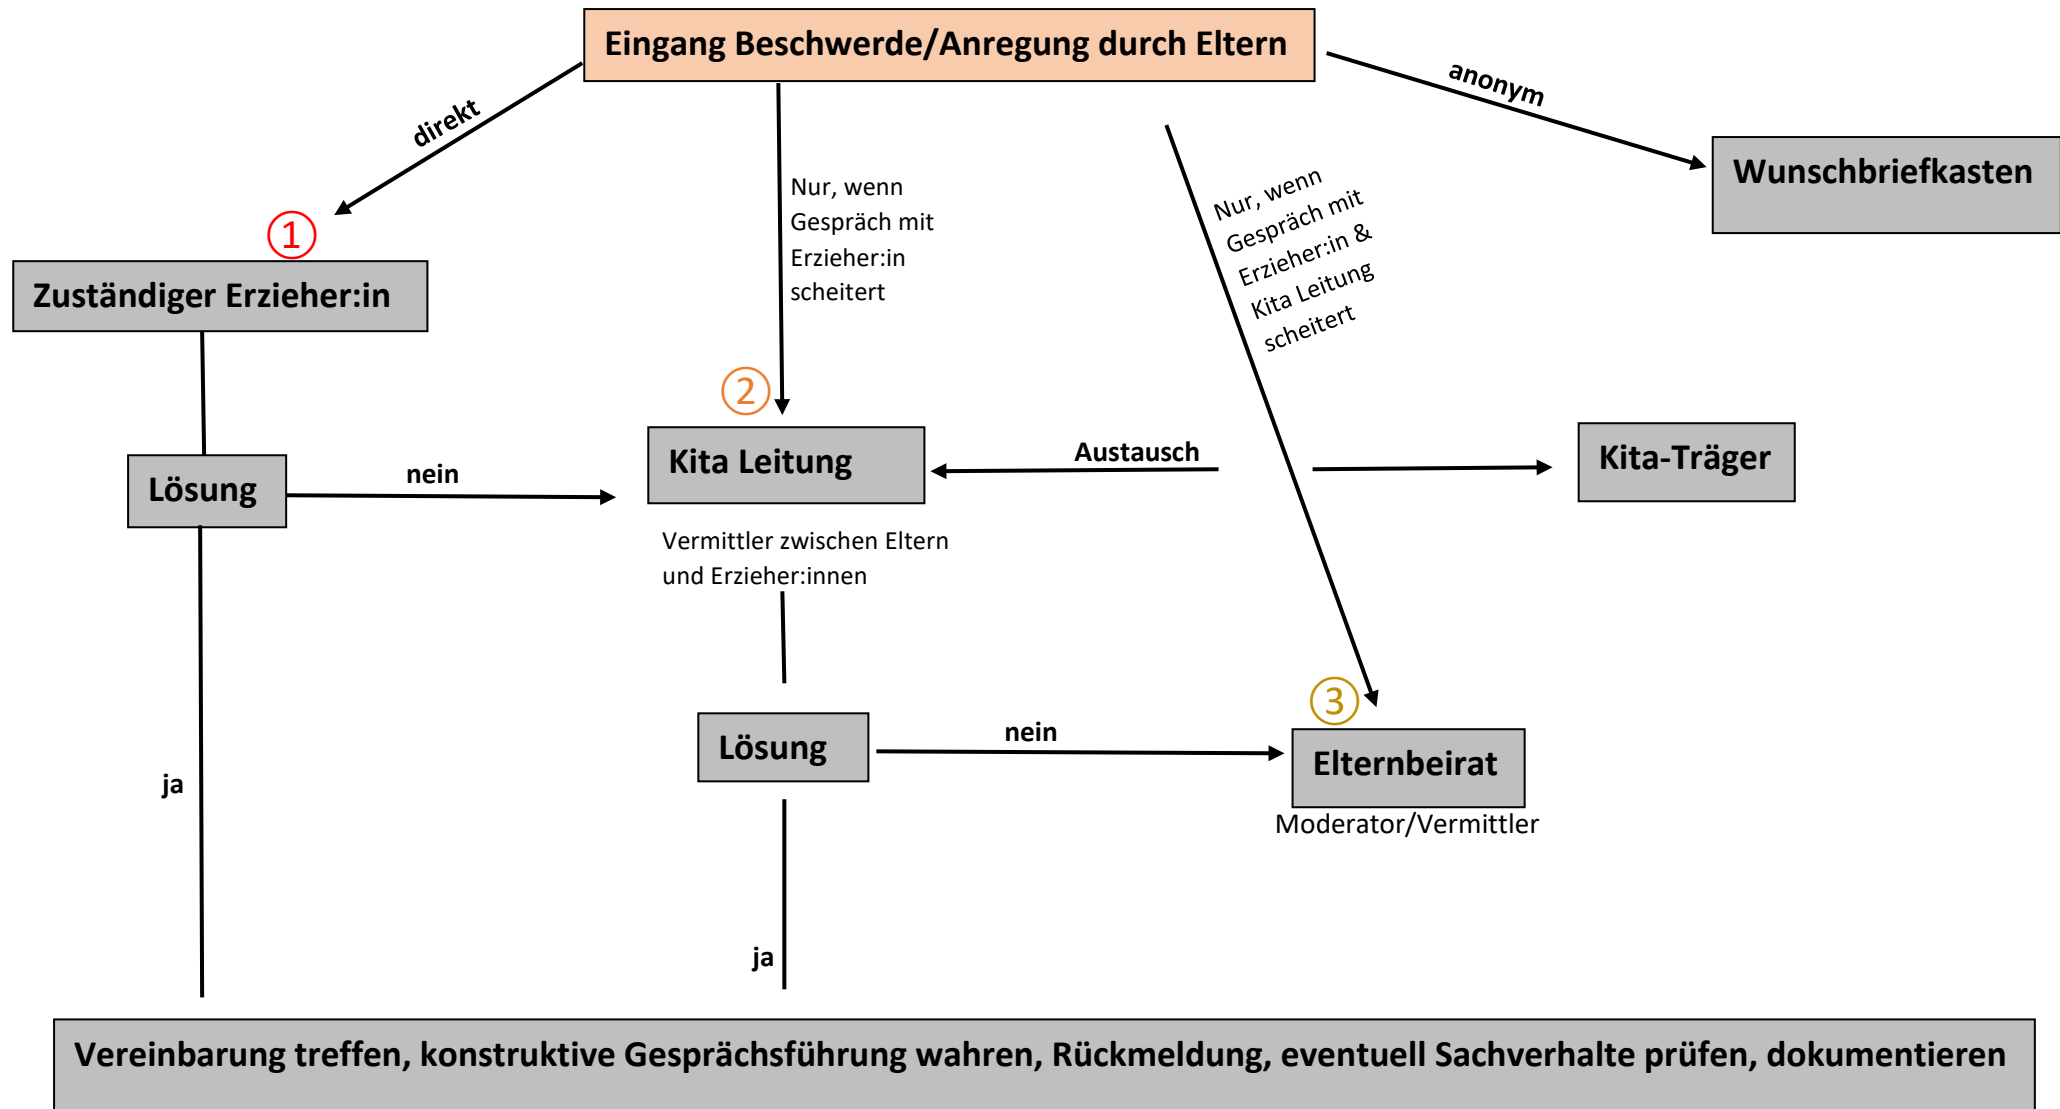 Eingang Beschwerde/Anregung durch Eltern
direkt
anonym
Wunschbriefkasten
Nur, wenn
Gespräch mit
Erzieher:in
scheitert
Nur, wenn
Gespräch mit
Erzieher:in &
Kita Leitung
scheitert
1
Zuständiger Erzieher:in
2
Kita Leitung
Austausch
Kita-Träger
Lösung
nein
Vermittler zwischen Eltern
und Erzieher:innen
3
Lösung
nein
Elternbeirat
Moderator/Vermittler
ja
ja
Vereinbarung treffen, konstruktive Gesprächsführung wahren, Rückmeldung, eventuell Sachverhalte prüfen, dokumentieren